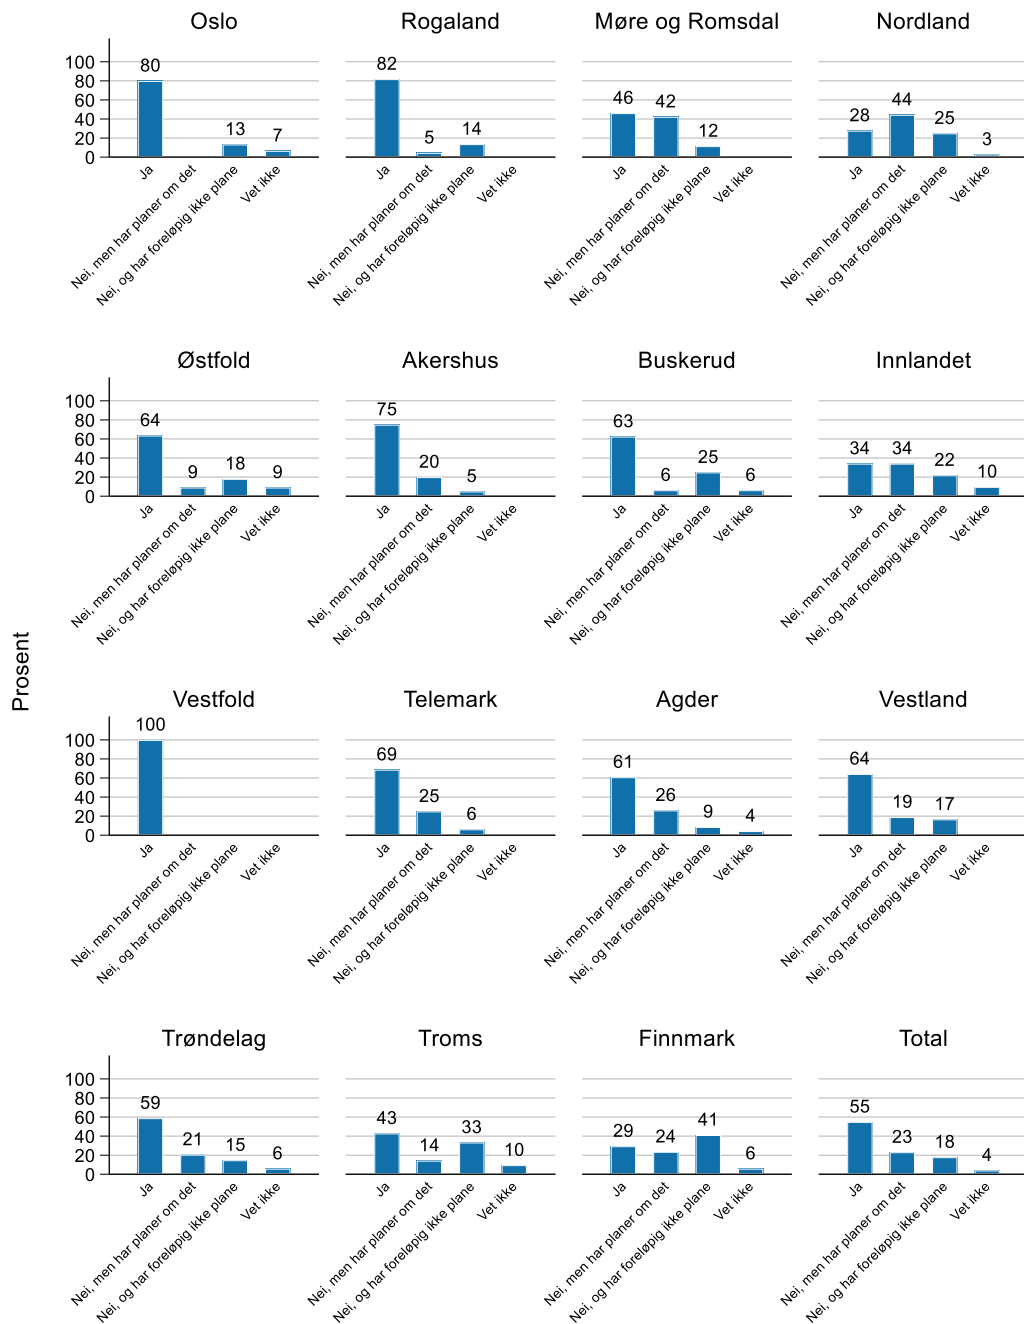 Oslo
Rogaland
Møre og Romsdal
Nordland
100
80
60
40
20
0
80
13
7
82
5
14
46
42
12
28
44
25
3
Ja
Nei, men har planer om det
Nei, og har foreløpig ikke plane
Vet ikke
Ja
Nei, men har planer om det
Nei, og har foreløpig ikke plane
Vet ikke
Ja
Nei, men har planer om det
Nei, og har foreløpig ikke plane
Vet ikke
Ja
Nei, men har planer om det
Nei, og har foreløpig ikke plane
Vet ikke
Østfold
Akershus
Buskerud
Innlandet
100
80
60
40
20
0
64
9
18
9
75
20
5
63
6
25
6
34
34
22
10
Ja
Nei, men har planer om det
Nei, og har foreløpig ikke plane
Vet ikke
Ja
Nei, men har planer om det
Nei, og har foreløpig ikke plane
Vet ikke
Ja
Nei, men har planer om det
Nei, og har foreløpig ikke plane
Vet ikke
Ja
Nei, men har planer om det
Nei, og har foreløpig ikke plane
Vet ikke
Prosent
Vestfold
Telemark
Agder
Vestland
100
80
60
40
20
0
100
69
25
6
61
26
9
4
64
19
17
Ja
Nei, men har planer om det
Nei, og har foreløpig ikke plane
Vet ikke
Ja
Nei, men har planer om det
Nei, og har foreløpig ikke plane
Vet ikke
Ja
Nei, men har planer om det
Nei, og har foreløpig ikke plane
Vet ikke
Ja
Nei, men har planer om det
Nei, og har foreløpig ikke plane
Vet ikke
Trøndelag
Troms
Finnmark
Total
100
80
60
40
20
0
59
21
15
6
43
14
33
10
29
24
41
6
55
23
18
4
Ja
Nei, men har planer om det
Nei, og har foreløpig ikke plane
Vet ikke
Ja
Nei, men har planer om det
Nei, og har foreløpig ikke plane
Vet ikke
Ja
Nei, men har planer om det
Nei, og har foreløpig ikke plane
Vet ikke
Ja
Nei, men har planer om det
Nei, og har foreløpig ikke plane
Vet ikke